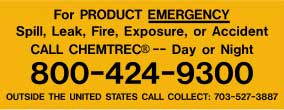 For PRODUCT EMERGENCY
Spill, Leak, Fire, Exposure, or Accident
CALL CHEMTREC® -- Day or Night
800-424-9300
OUTSIDE THE UNITED STATES CALL COLLECT: 703-527-3887